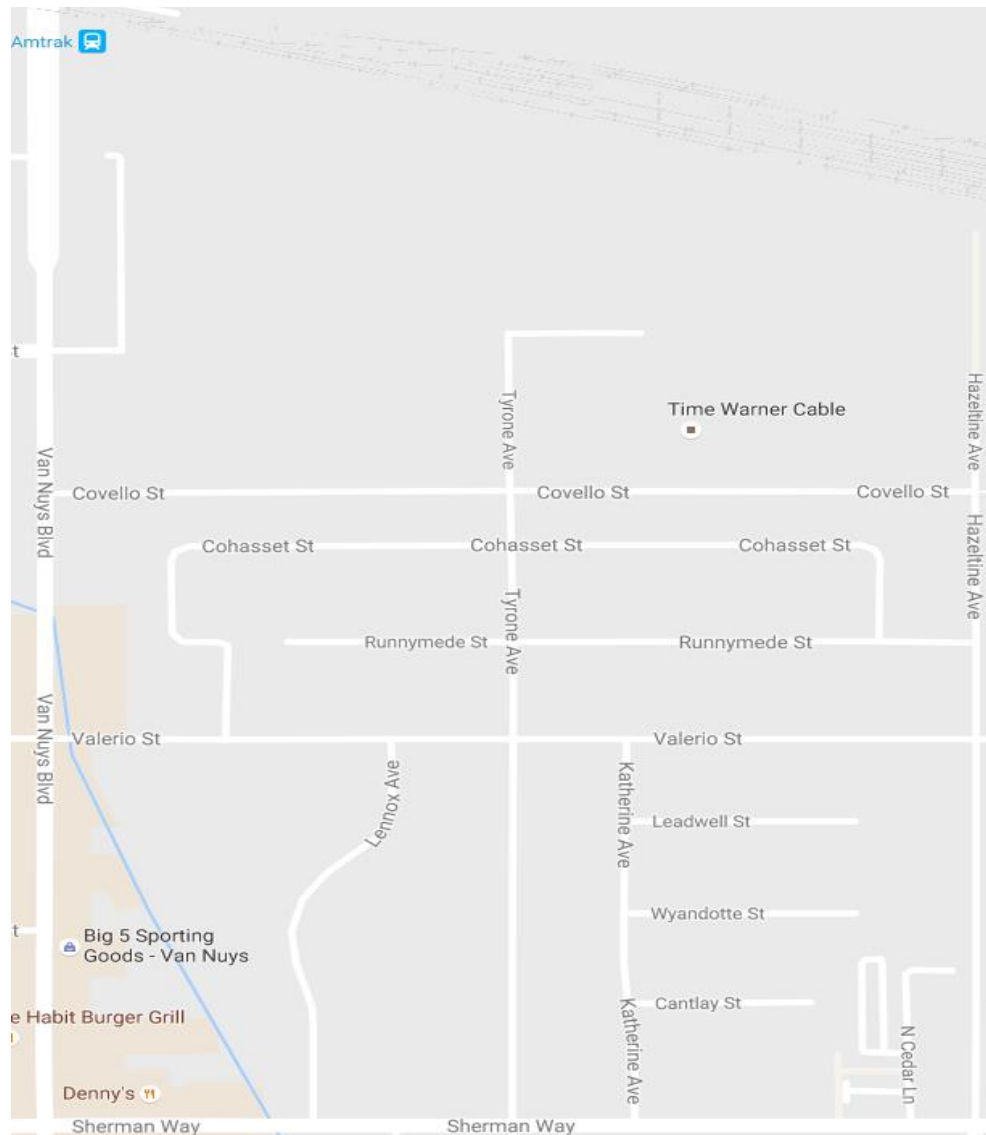 Amtrak
t
Tyrone Ave
Hazeltine Ave
Time Warner Cable
Van Nuys Blvd
Covello St
Covello St
Covello St
Hazeltine Ave
Cohasset St
Cohasset St
Cohasset St
Tyrone Ave
Runnymede St
Runnymede St
Van Nuys Blvd
Valerio St
Valerio St
Lennox Ave
Katherine Ave
Leadwell St
Wyandotte St
t
Big 5 Sporting
Goods - Van Nuys
Cantlay St
Katherine Ave
N Cedar Ln
e Habit Burger Grill
Denny's
Sherman Way
Sherman Way